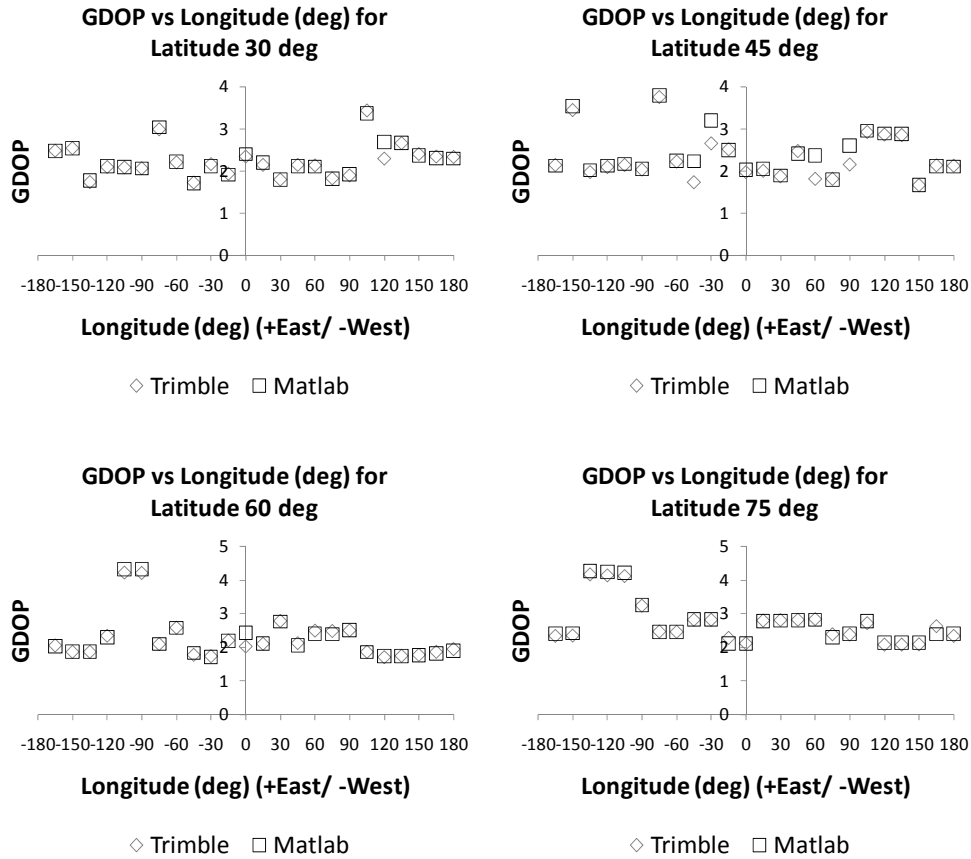 GDOP vs Longitude (deg) for
Latitude 30 deg
4
3
2
1
0
GDOP
-180-150-120 -90 -60 -30 0 30 60 90 120 150 180
Longitude (deg) (+East/ -West)
Trimble Matlab
GDOP vs Longitude (deg) for
Latitude 45 deg
4
3
2
1
0
GDOP
-180-150-120 -90 -60 -30 0 30 60 90 120 150 180
Longitude (deg) (+East/ -West)
Trimble Matlab
GDOP vs Longitude (deg) for
Latitude 60 deg
5
4
3
2
1
0
GDOP
-180-150-120 -90 -60 -30 0 30 60 90 120 150 180
Longitude (deg) (+East/ -West)
Trimble Matlab
GDOP vs Longitude (deg) for
Latitude 75 deg
5
4
3
2
1
0
GDOP
-180-150-120 -90 -60 -30 0 30 60 90 120 150 180
Longitude (deg) (+East/ -West)
Trimble Matlab